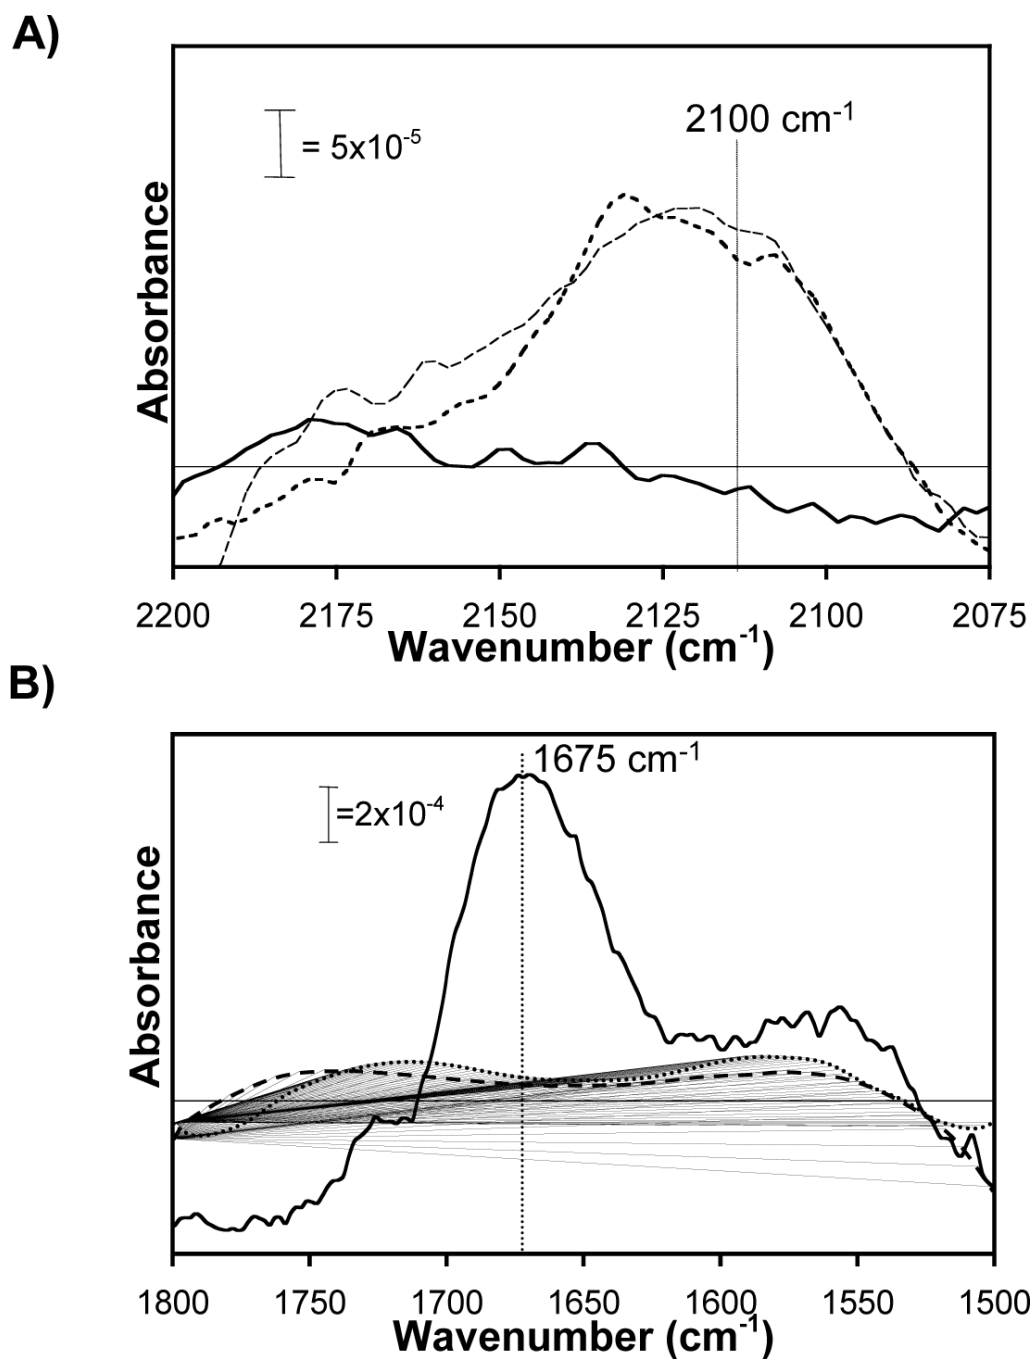 A)
= 5x10⁻⁵
2100 cm⁻¹
Absorbance
2200 2175 2150 2125 2100 2075
Wavenumber (cm⁻¹)
B)
1675 cm⁻¹
=2x10⁻⁴
Absorbance
1800 1750 1700 1650 1600 1550 1500
Wavenumber (cm⁻¹)